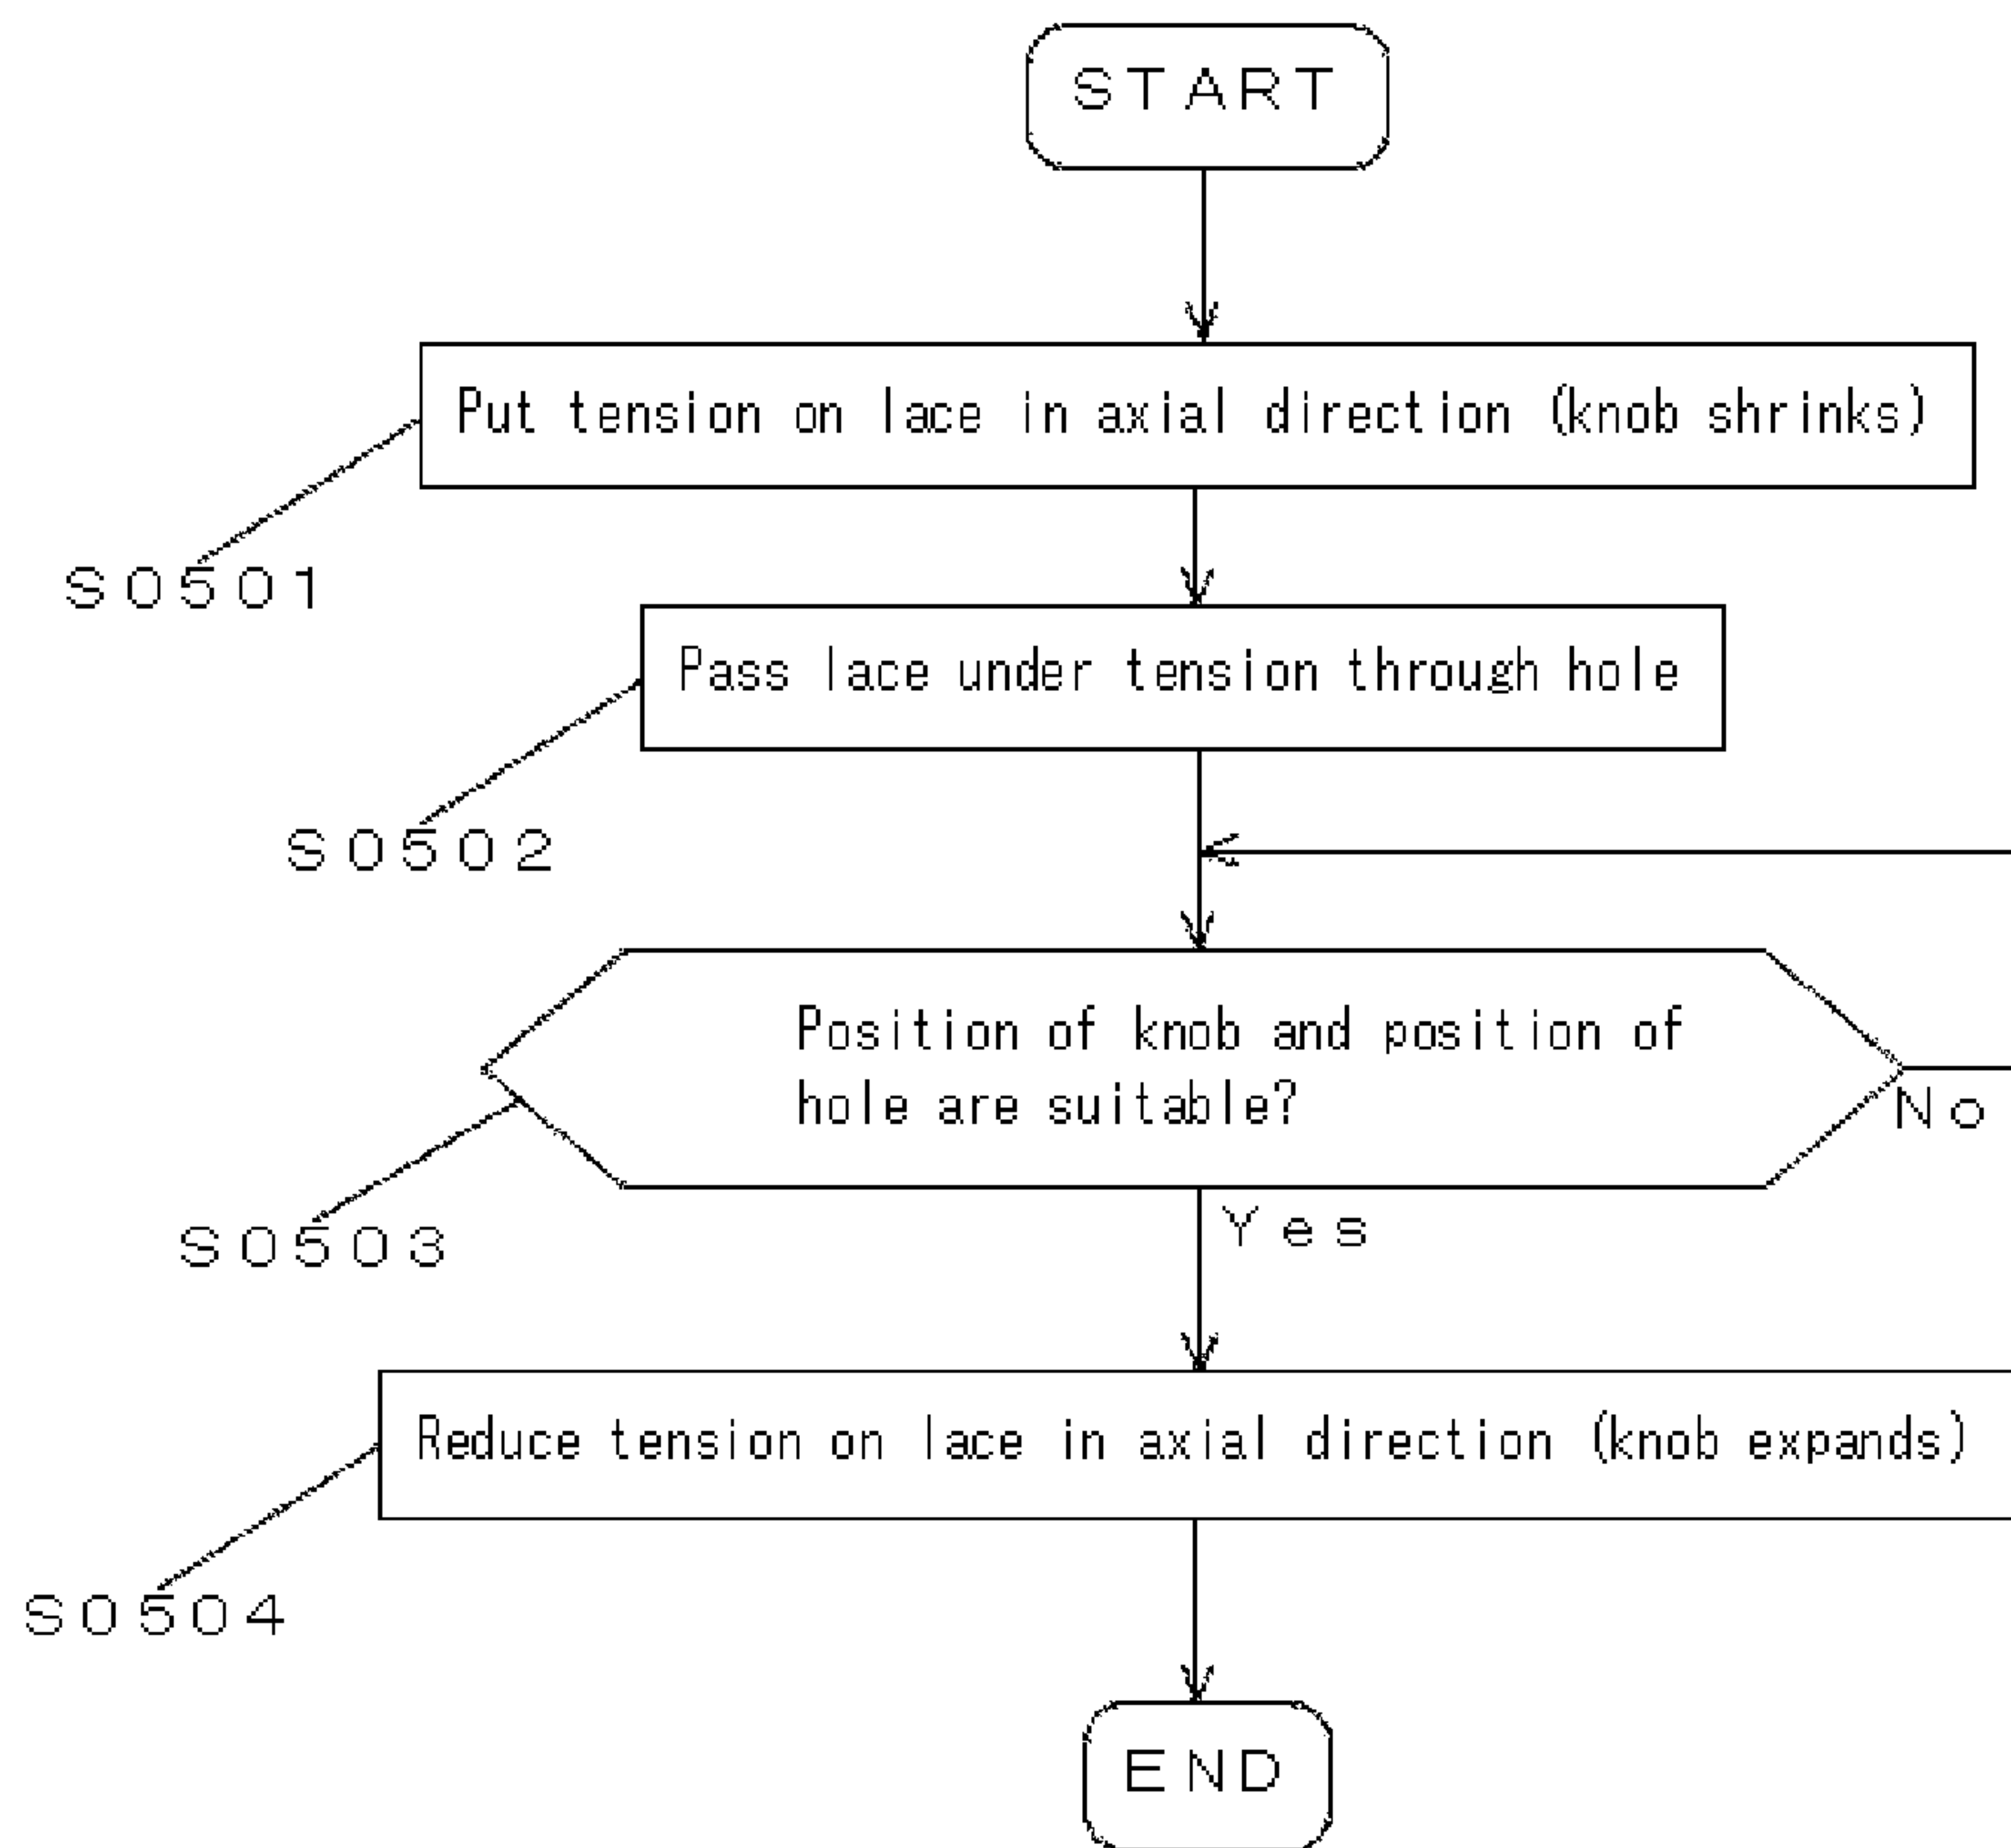 START
Put tension on lace in axial direction (knob shrinks)
S0501
Pass lace under tension through hole
S0502
Position of knob and position of
hole are suitable?
No
S0503
Yes
Reduce tension on lace in axial direction (knob expands)
S0504
END